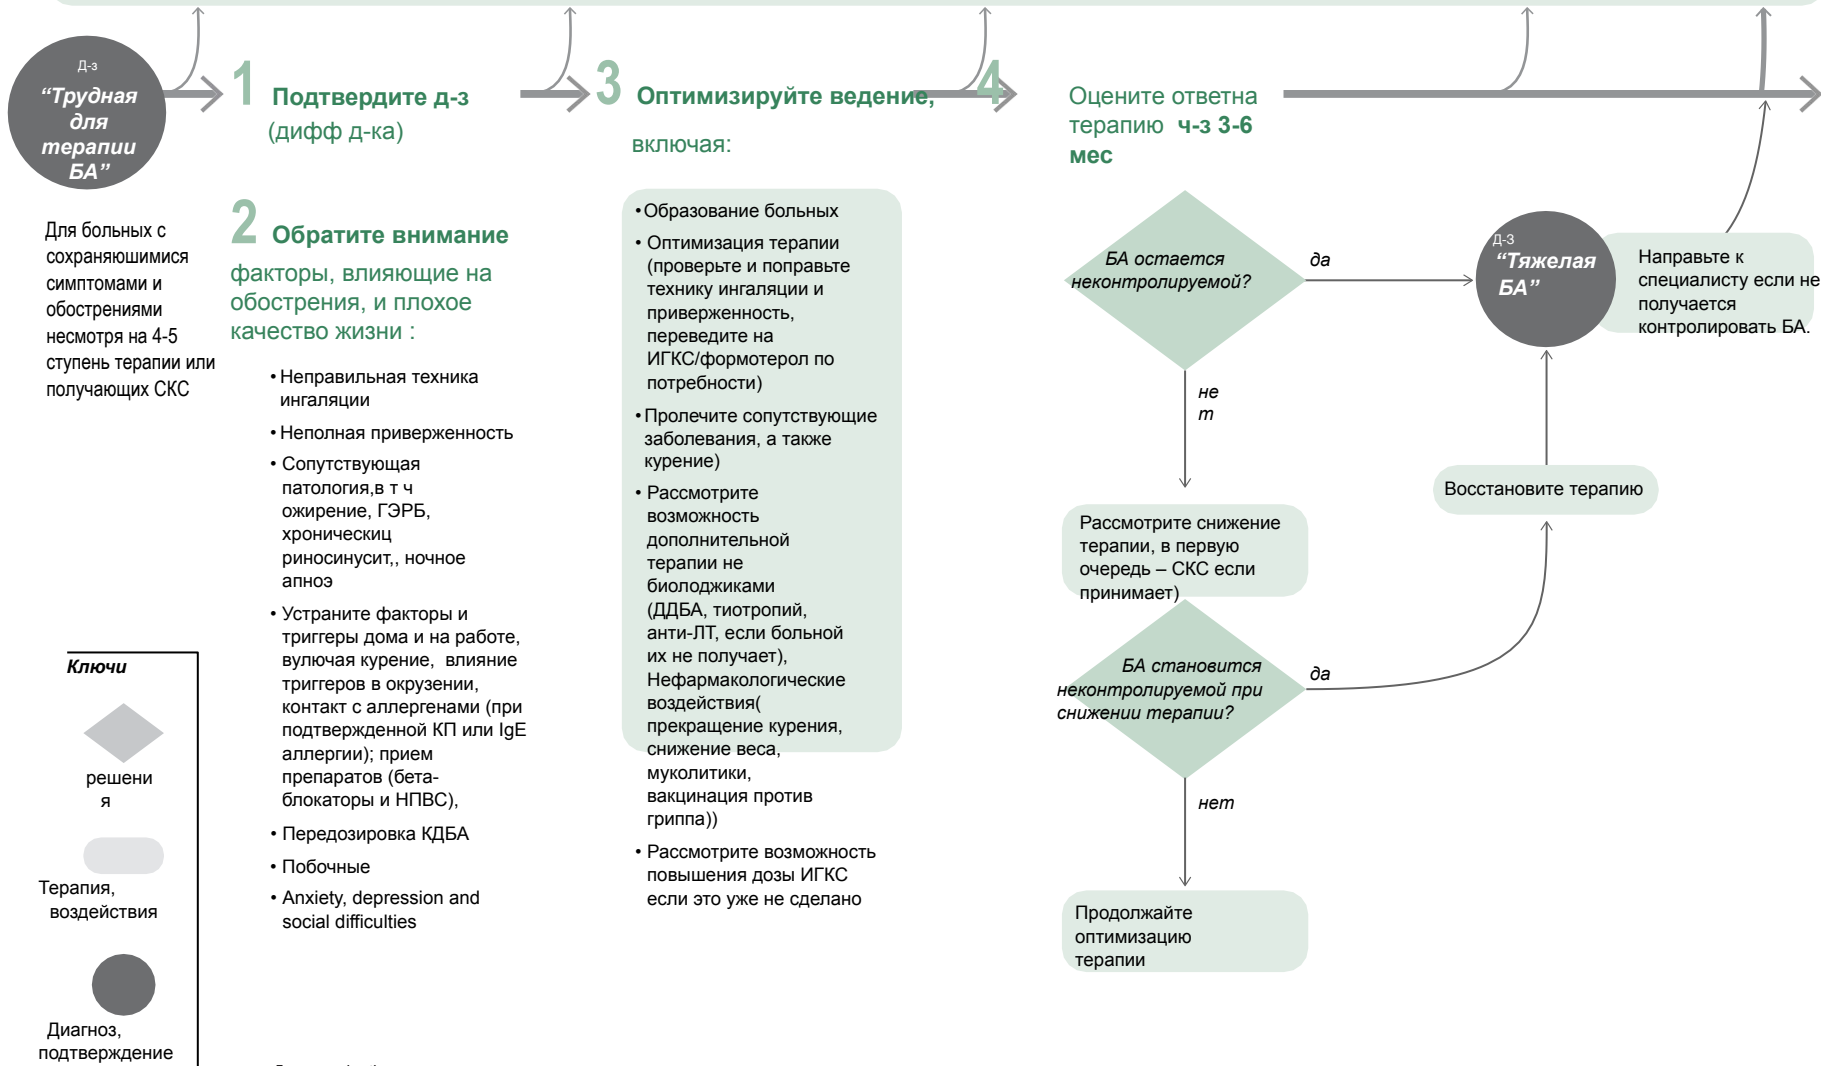 Д-з
“Трудная
для
терапии
БА”
Для больных с
сохраняюшимися
симптомами и
обострениями
несмотря на 4-5
ступень терапии или
получающих СКС
1 Подтвердите д-з
(дифф д-ка)
2 Обратите внимание
факторы, влияющие на
обострения, и плохое
качество жизни :
• Неправильная техника
ингаляции
• Неполная приверженность
• Сопутствующая
патология,в т ч
ожирение, ГЭРБ,
хроническиц
риносинусит,, ночное
апноэ
• Устраните факторы и
триггеры дома и на работе,
вулючая курение, влияние
триггеров в окрузении,
контакт с аллергенами (при
подтвержденной КП или IgE
аллергии); прием
препаратов (бета-
блокаторы и НПВС),
• Передозировка КДБА
• Побочные
• Anxiety, depression and
social difficulties
3 Оптимизируйте ведение,
включая:
• Образование больных
• Оптимизация терапии
(проверьте и поправьте
технику ингаляции и
приверженность,
переведите на
ИГКС/формотерол по
потребности)
• Пролечите сопутствующие
заболевания, а также
курение)
• Рассмотрите
возможность
дополнительной
терапии не
биолоджиками
(ДДБА, тиотропий,
анти-ЛТ, если больной
их не получает),
Нефармакологические
воздействия(
прекращение курения,
снижение веса,
муколитики,
вакцинация против
гриппа))
• Рассмотрите возможность
повышения дозы ИГКС
если это уже не сделано
4
Оцените ответна
терапию ч-з 3-6
мес
БА остается
неконтролируемой?
да
не
т
Рассмотрите снижение
терапии, в первую
очередь – СКС если
принимает)
БА становится
неконтролируемой при
снижении терапии?
да
нет
Продолжайте
оптимизацию
терапии
Восстановите терапию
Д-З
“Тяжелая
БА”
Направьте к
специалисту если не
получается
контролировать БА.
Ключи
решени
я
Терапия,
воздействия
Диагноз,
подтверждение